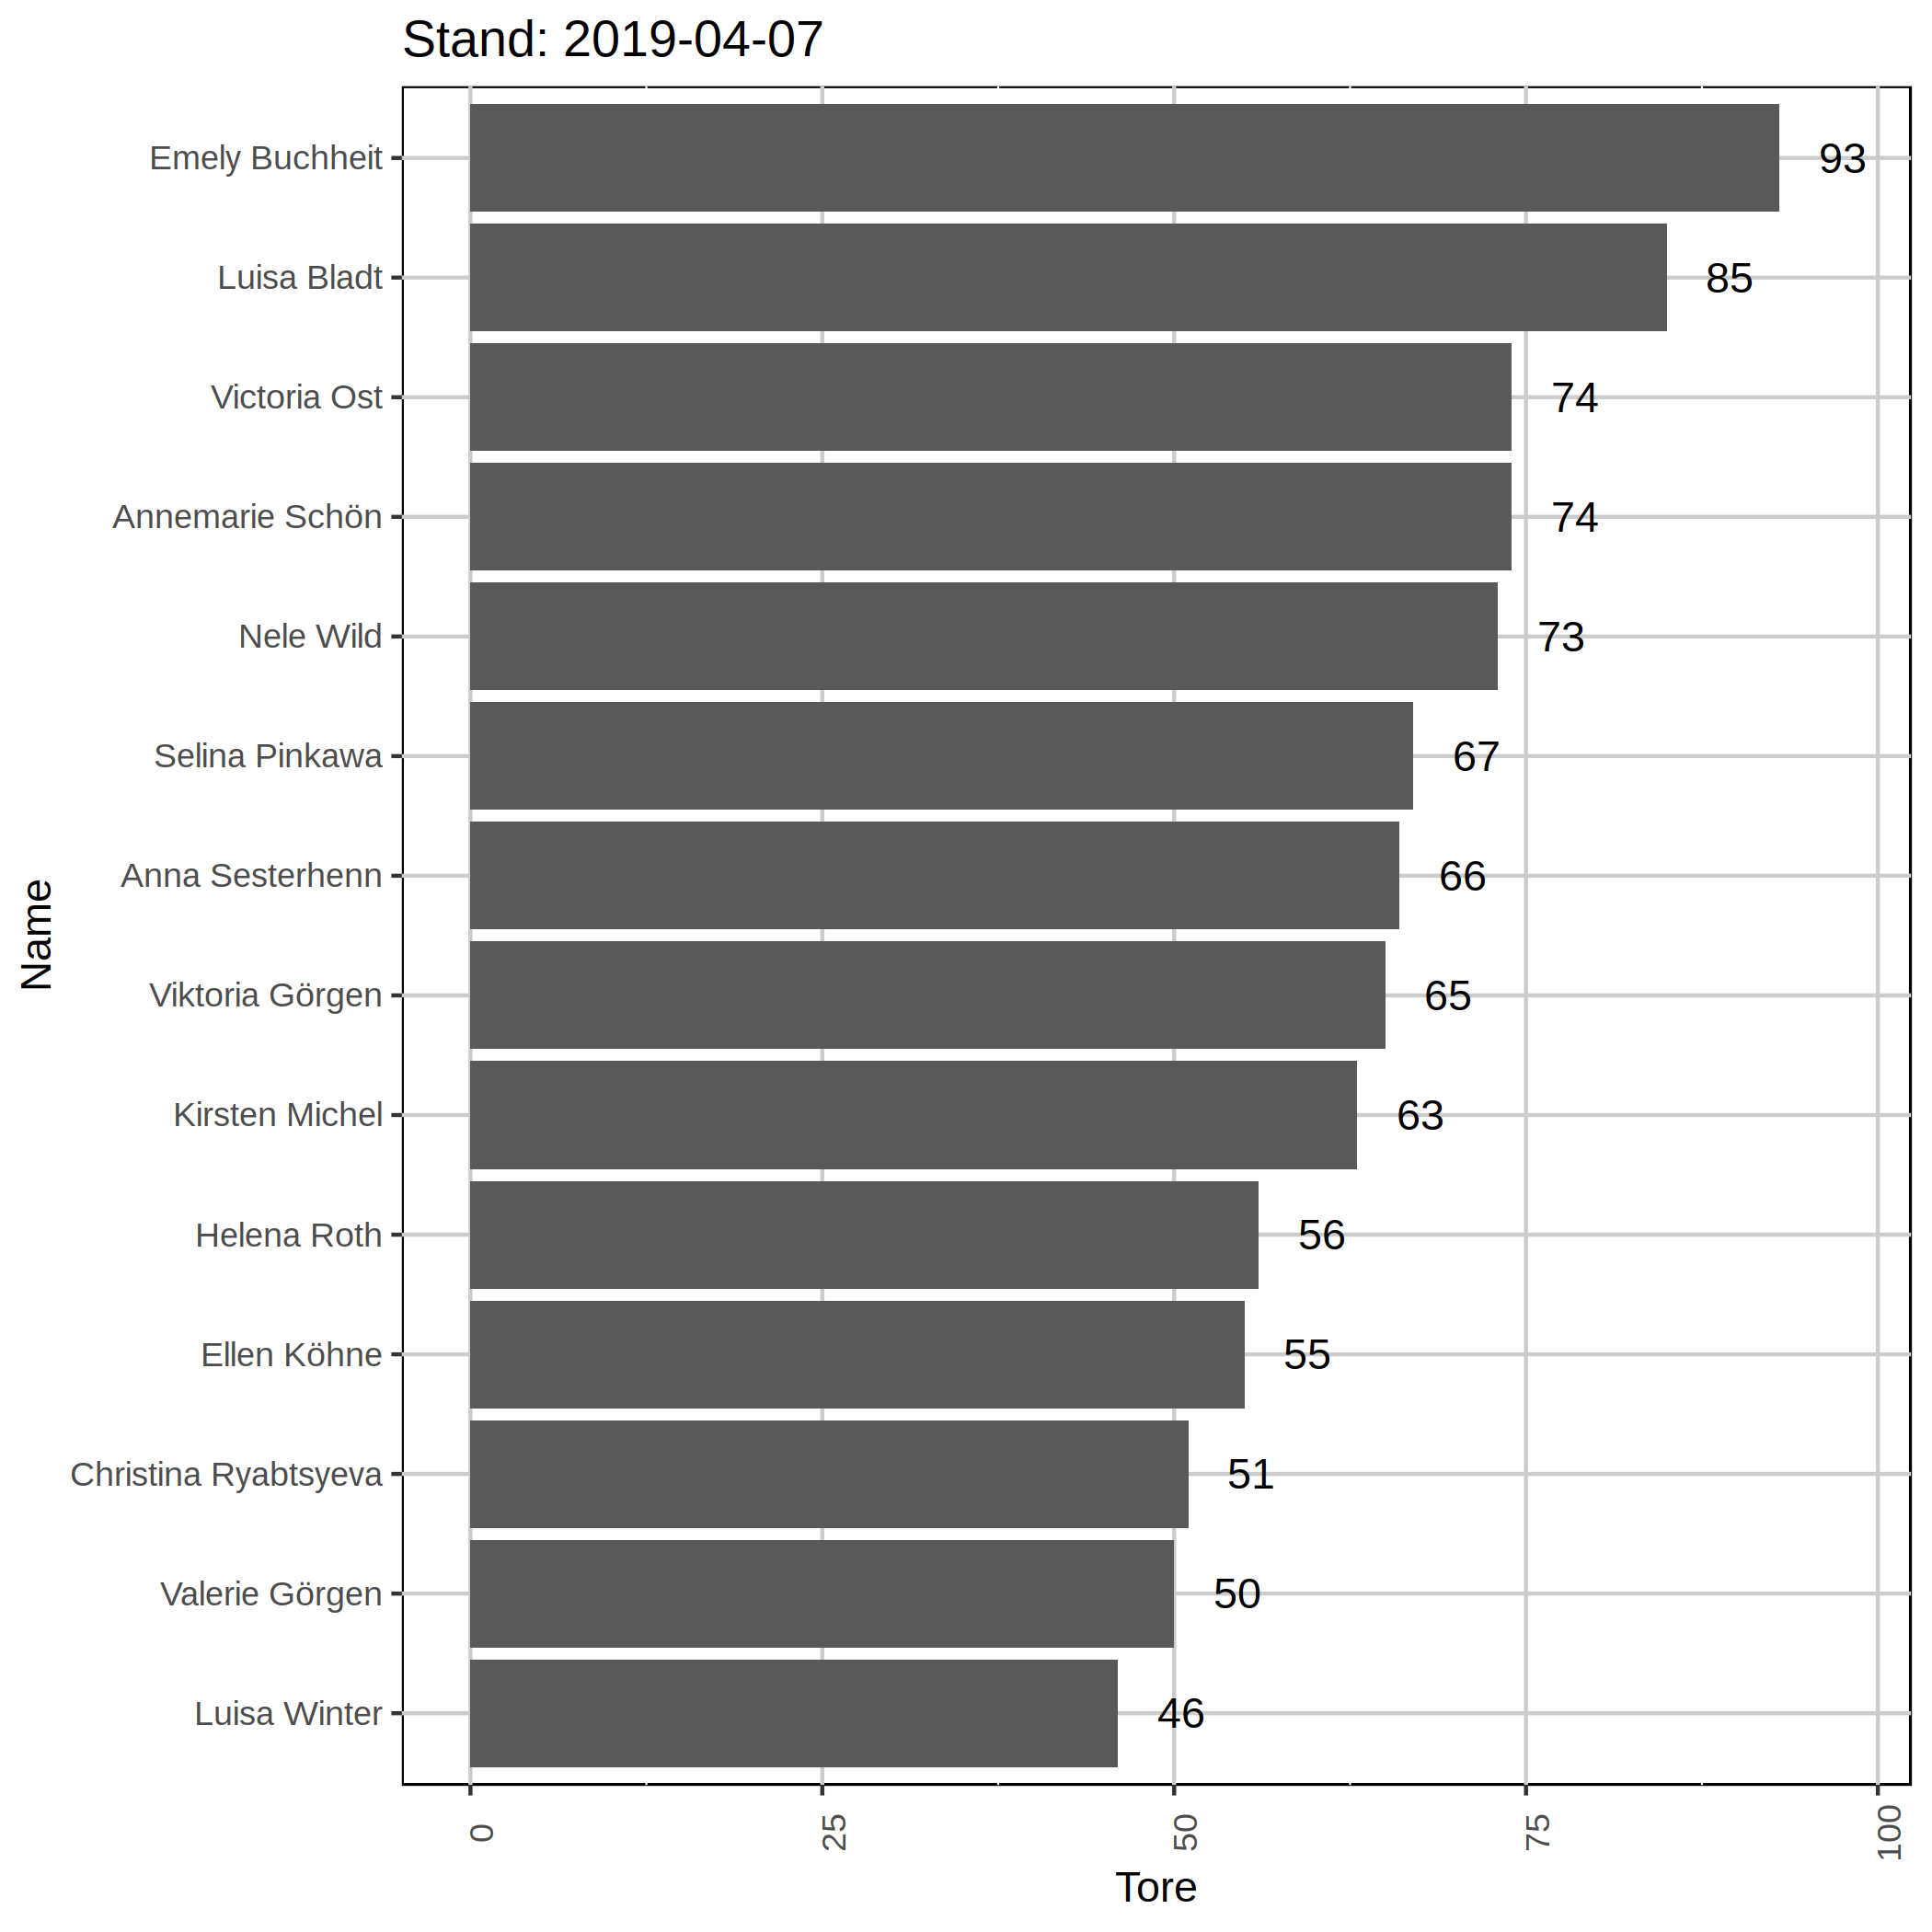 Stand: 2019-04-07
Emely Buchheit 93
Luisa Bladt 85
Victoria Ost 74
Annemarie Schön 74
Nele Wild 73
Selina Pinkawa 67
Anna Sesterhenn 66
Viktoria Görgen 65
Kirsten Michel 63
Helena Roth 56
Ellen Köhne 55
Christina Ryabtsyeva 51
Valerie Görgen 50
Luisa Winter 46
Name
0 25 50 75 100
Tore